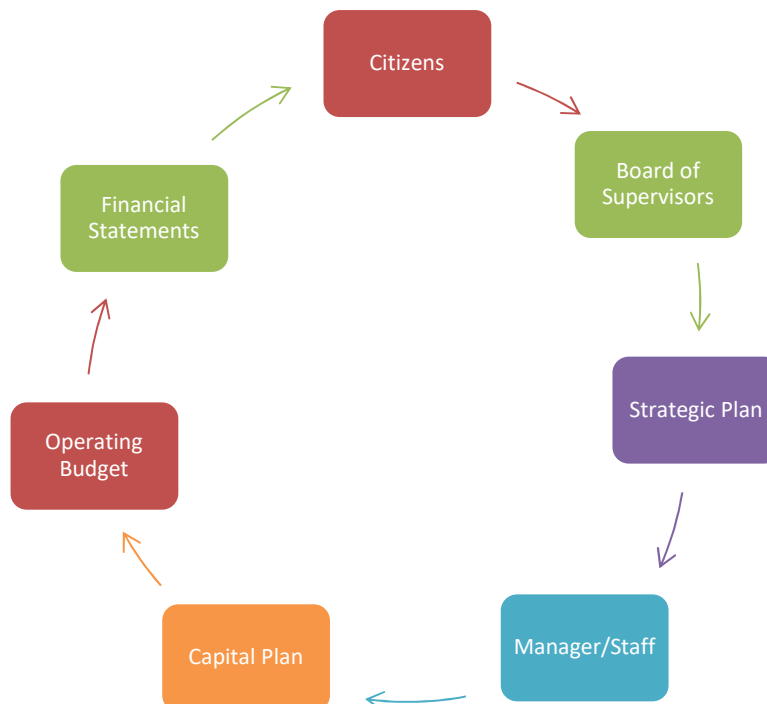 Citizens
Board of
Supervisors
Strategic Plan
Manager/Staff
Capital Plan
Operating
Budget
Financial
Statements